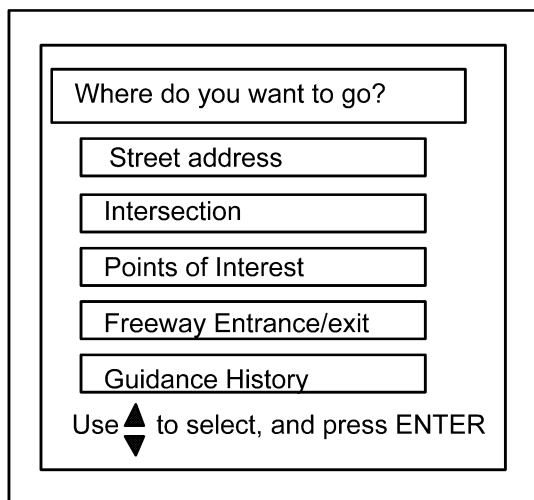 Where do you want to go?
Street address
Intersection
Points of Interest
Freeway Entrance/exit
Guidance History
Use to select, and press ENTER